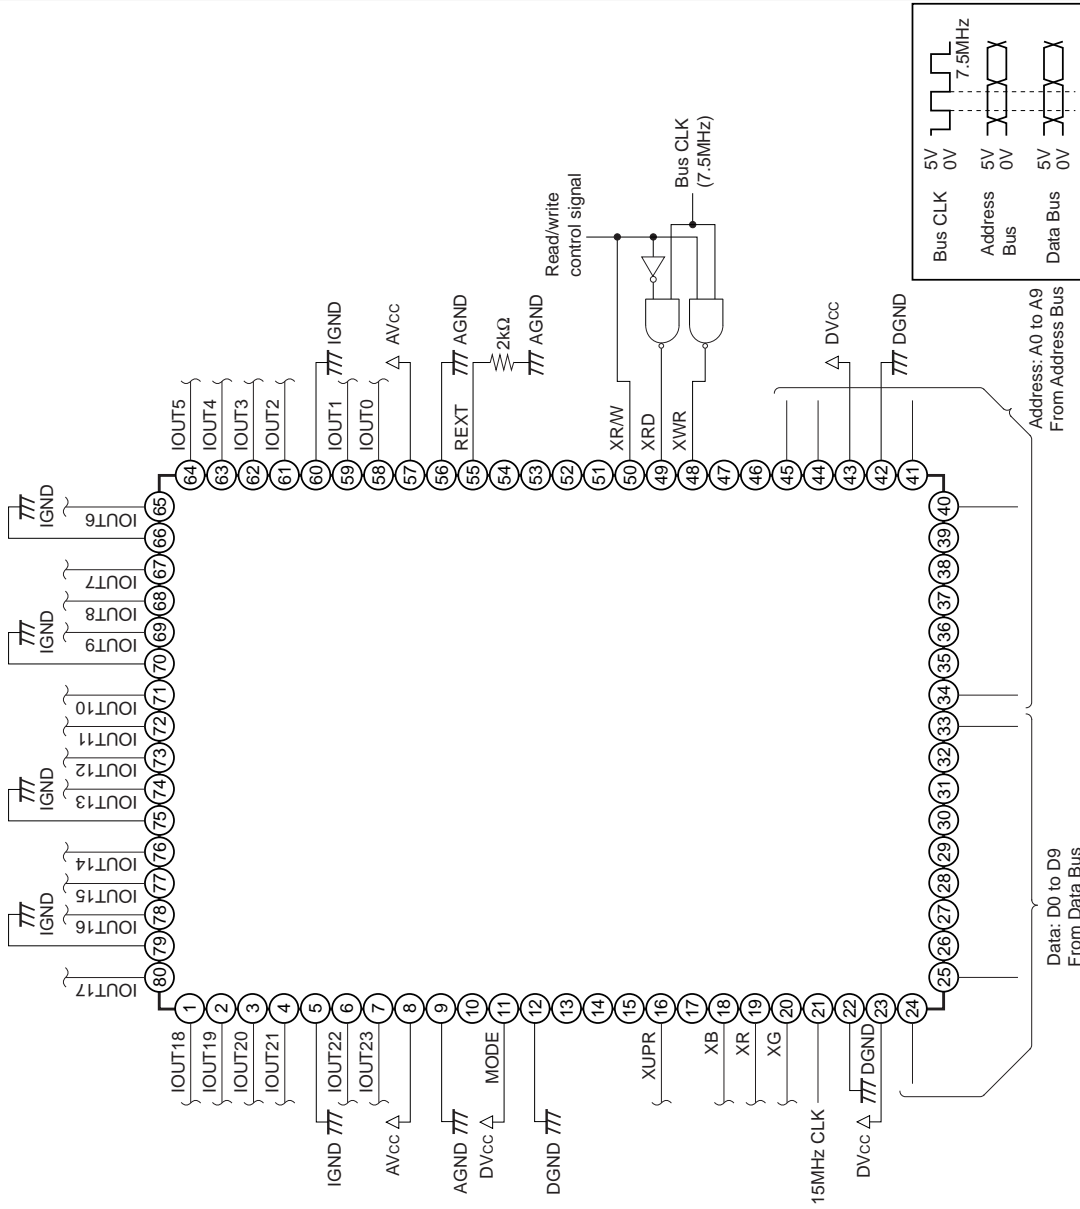 Bus CLK
5V
0V
7.5MHz
Address
Bus
5V
0V
Data Bus
5V
0V
Read/write
control signal
Bus CLK
(7.5MHz)
IOUT5
IOUT4
IOUT3
IOUT2
IGND
IOUT1
IOUT0
AVcc
AGND
REXT
2kΩ
AGND
XR/W
XRD
XWR
DVcc
DGND
Address: A0 to A9
From Address Bus
64
63
62
61
60
59
58
57
56
55
54
53
52
51
50
49
48
47
46
45
44
43
42
41
IGND
IOUT6
IOUT7
IOUT8
IGND
IOUT9
IOUT10
IOUT11
IOUT12
IGND
IOUT13
IOUT14
IOUT15
IGND
IOUT16
IOUT17
65
66
67
68
69
70
71
72
73
74
75
76
77
78
79
80
40
39
38
37
36
35
34
33
32
31
30
29
28
27
26
25
1
2
3
4
5
6
7
8
9
10
11
12
13
14
15
16
17
18
19
20
21
22
23
24
IOUT18
IOUT19
IOUT20
IOUT21
IGND
IOUT22
IOUT23
AVcc
AGND
MODE
DVcc
DGND
XUPR
XB
XR
XG
15MHz CLK
DGND
DVcc
Data: D0 to D9
From Data Bus